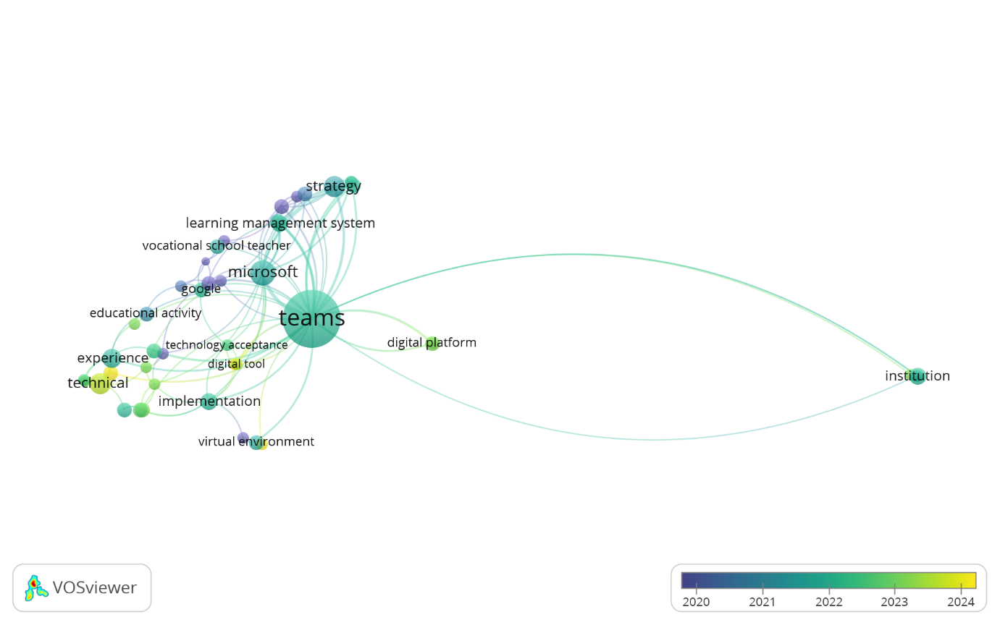 strategy
learning management system
vocational school teacher
microsoft
google
educational activity
teams
technology acceptance
digital platform
experience
digital tool
technical
institution
implementation
virtual environment
VOSviewer
2020 2021 2022 2023 2024